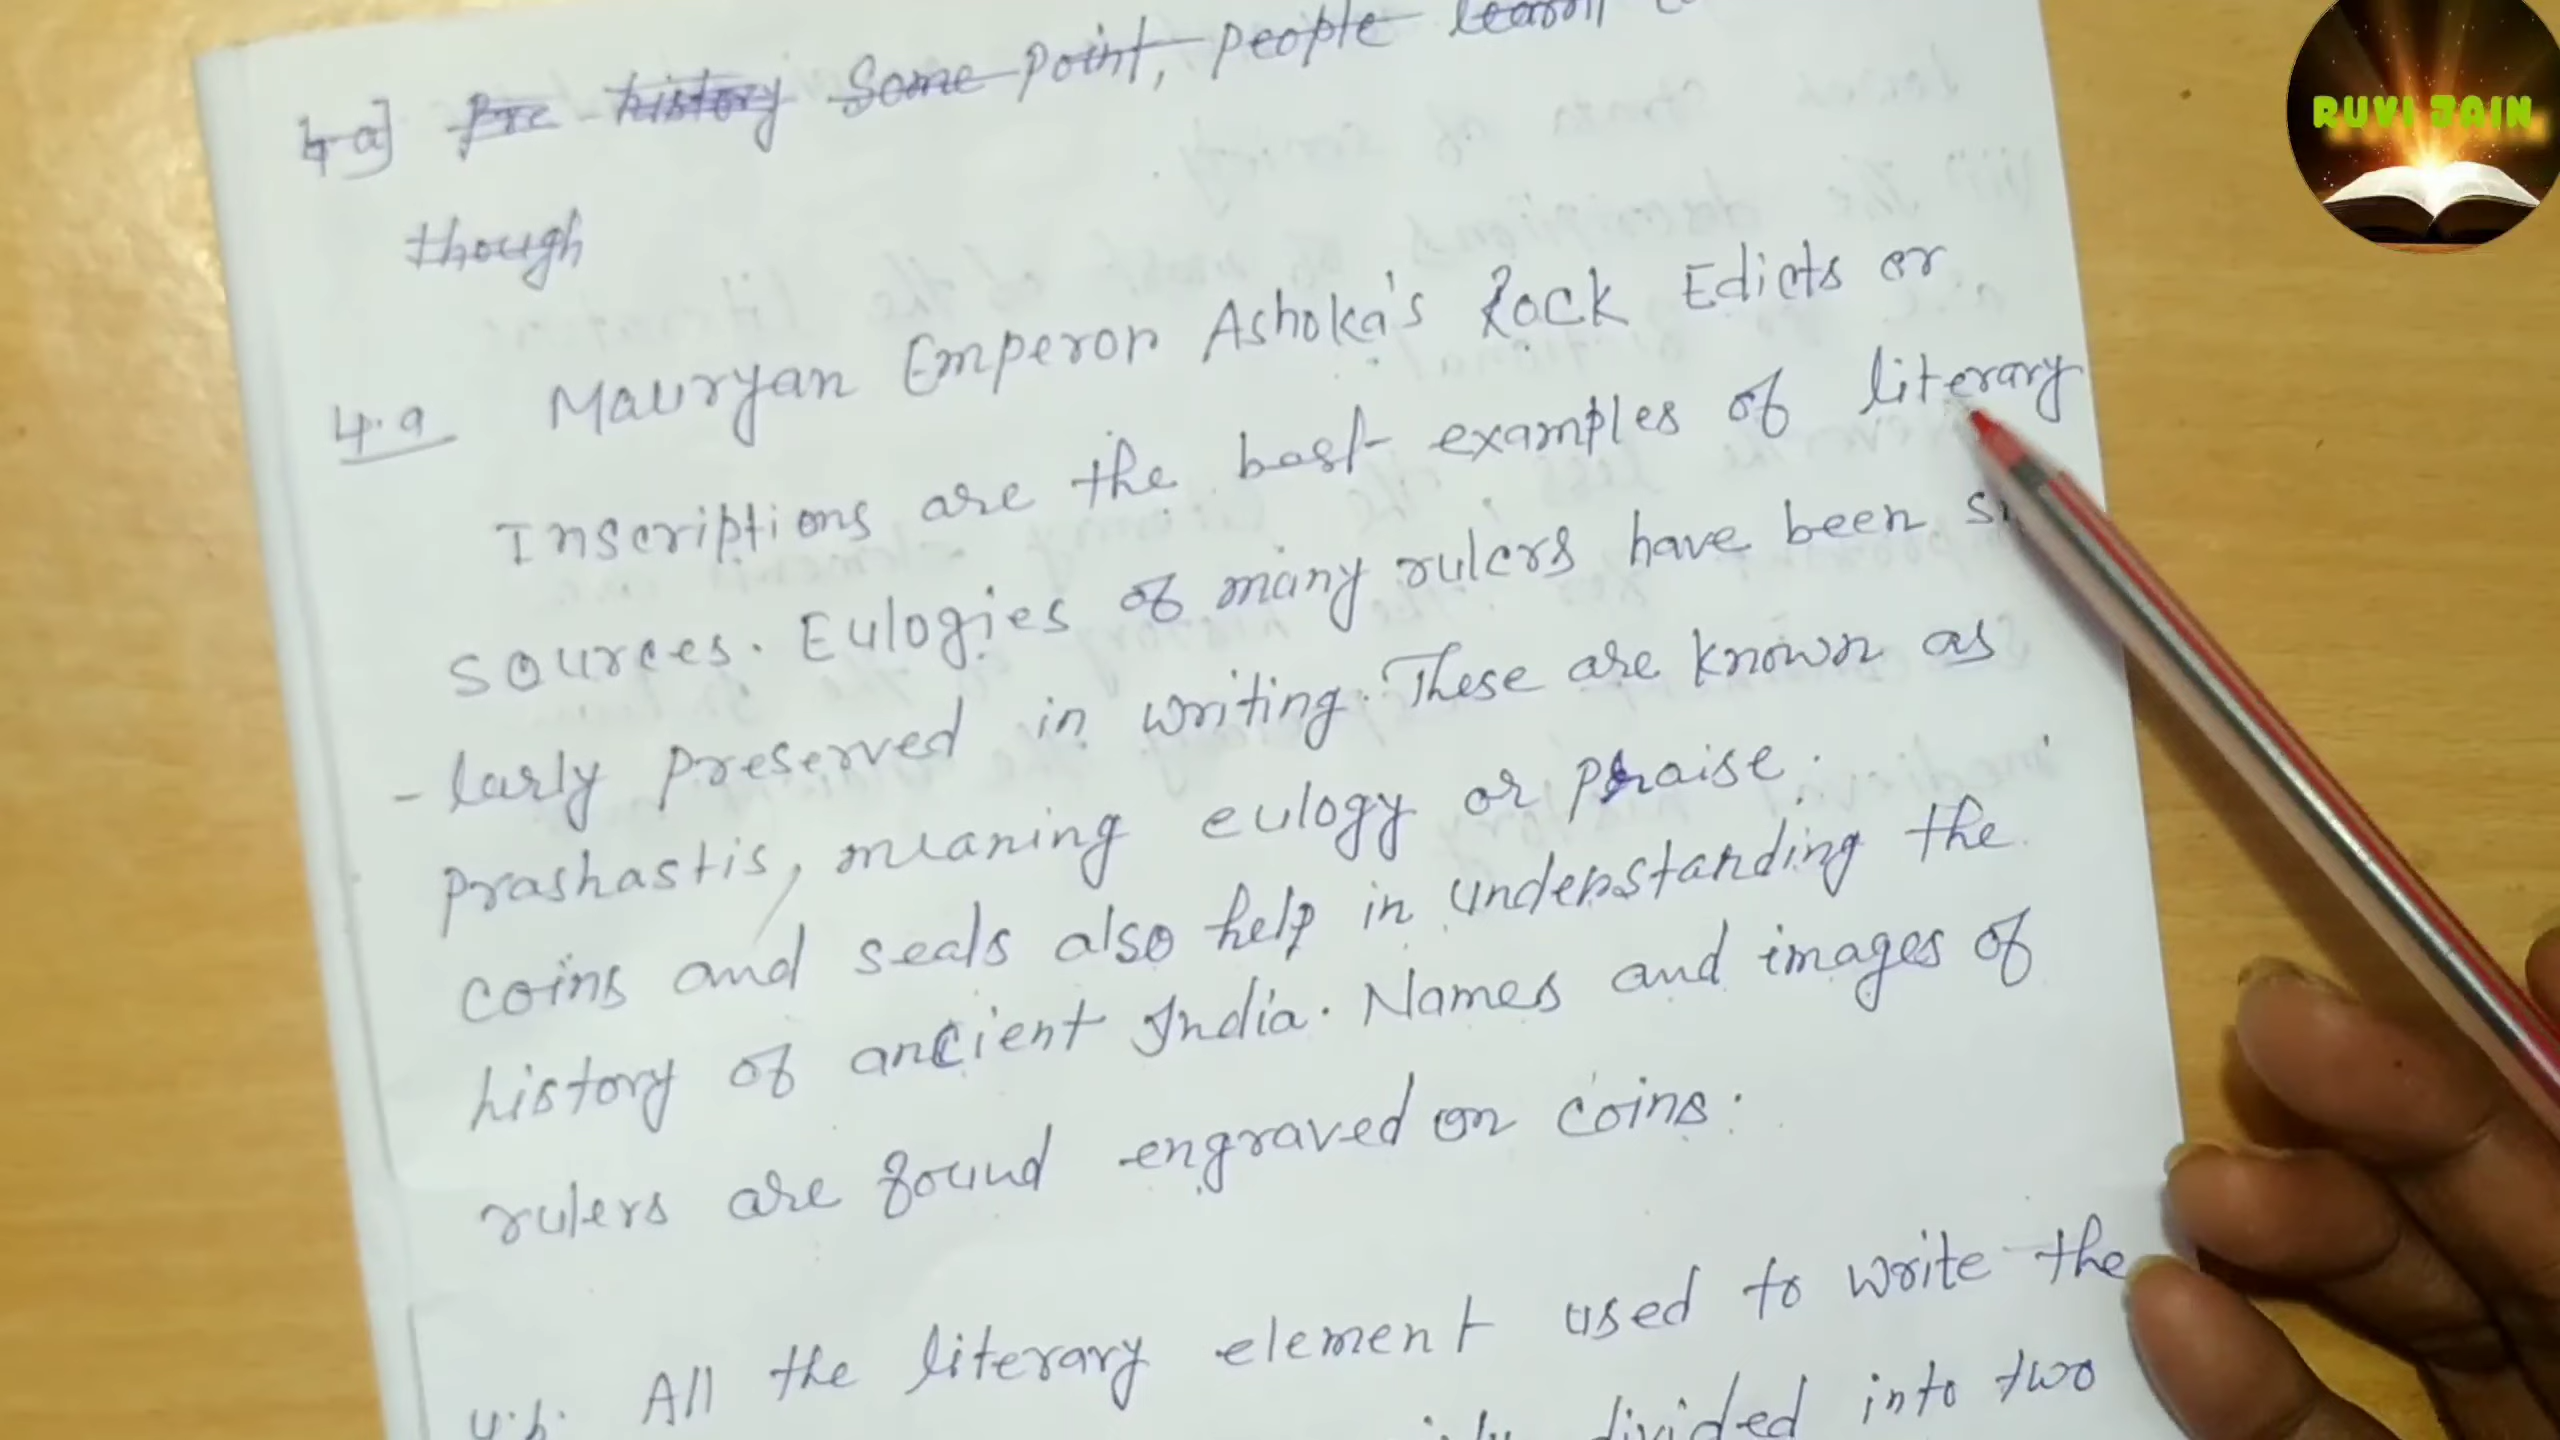 4-a] Pre history Some point, people learn
though
4.a Mauryan Emperor Ashoka's Rock Edicts or
Inscriptions are the best examples of literary
sources. Eulogies of many rulers have been
-larly preserved in writing. These are known as
prashastis, meaning eulogy or praise.
coins and seals also help in understanding the
history of ancient India. Names and images of
rulers are found engraved on coins.
4.b. All the literary element used to write the
divided into two
RUVI JAIN